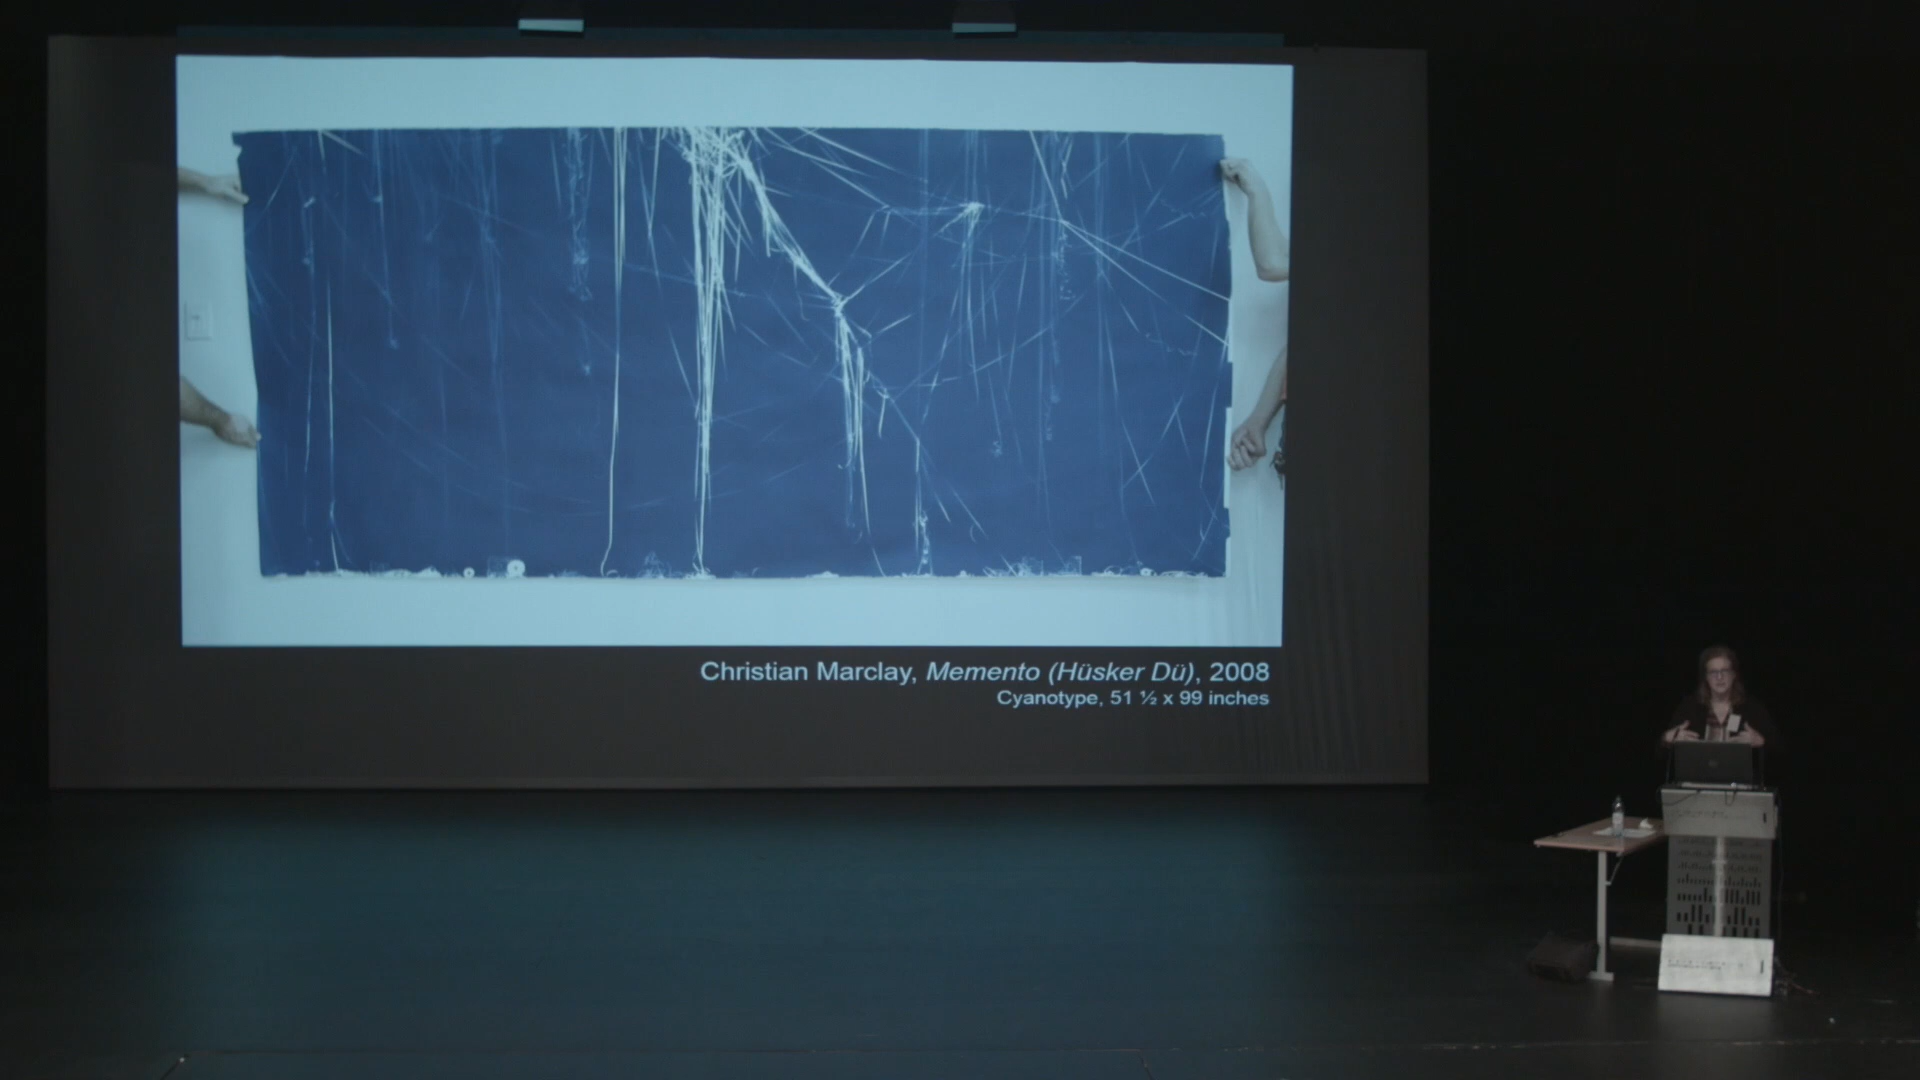 Christian Marclay, Memento (Hüsker Dü), 2008
Cyanotype, 51 ½ x 99 inches